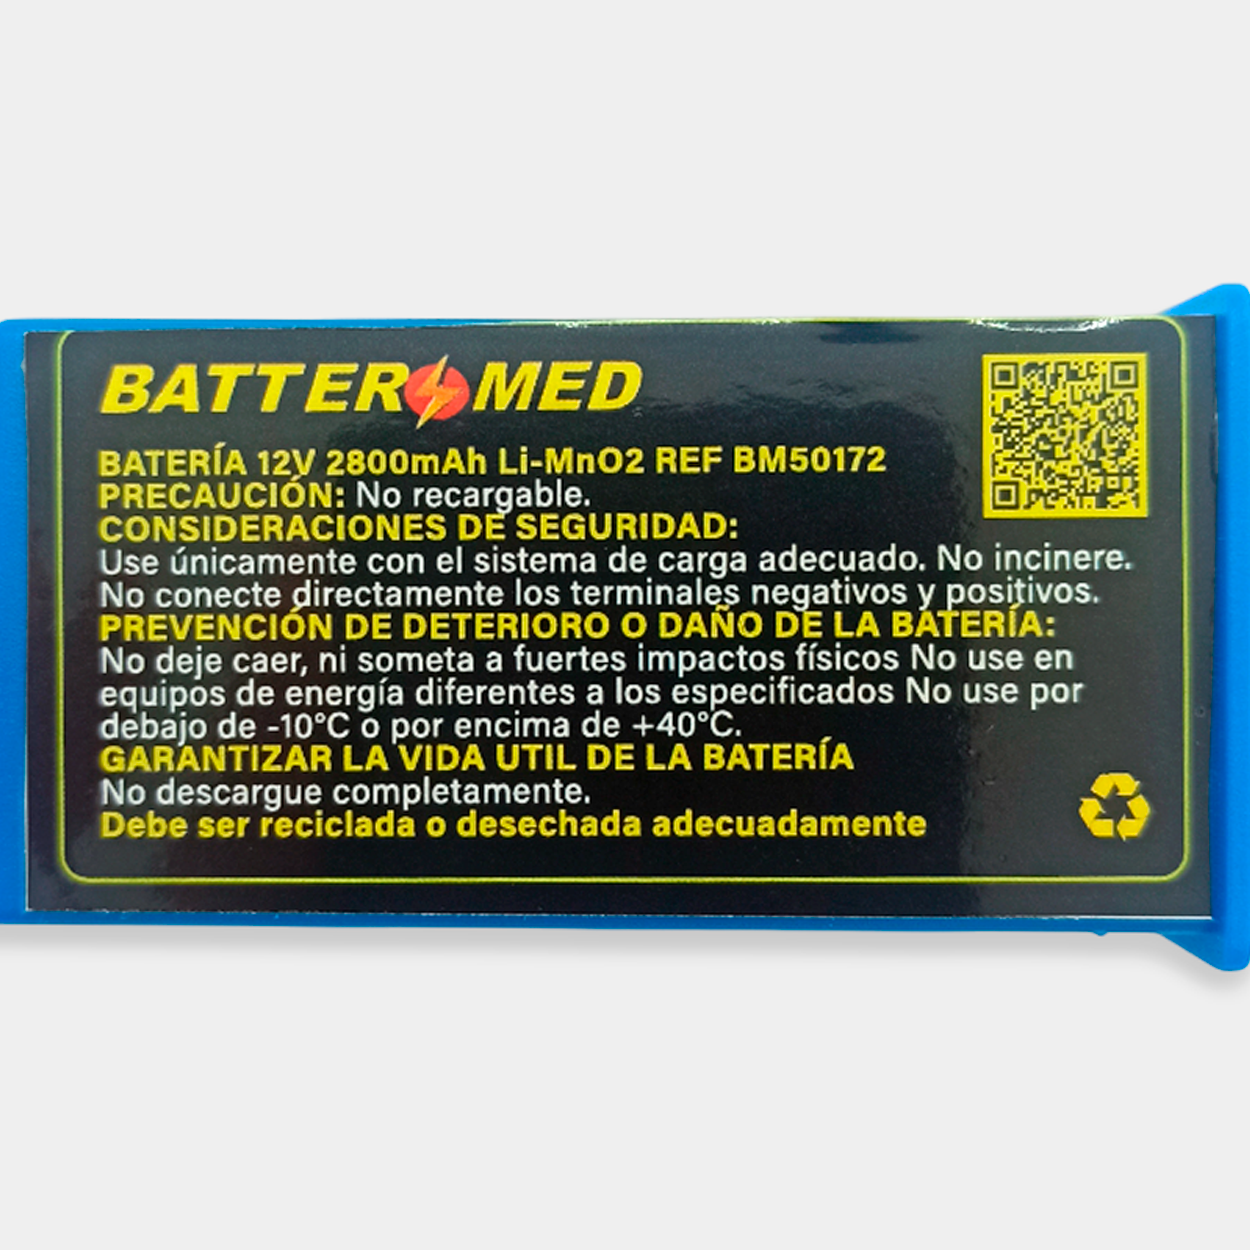 BATTER MED
BATERÍA 12V 2800mAh Li-MnO2 REF BM50172
PRECAUCIÓN: No recargable.
CONSIDERACIONES DE SEGURIDAD:
Use únicamente con el sistema de carga adecuado. No incinere.
No conecte directamente los terminales negativos y positivos.
PREVENCIÓN DE DETERIORO O DAÑO DE LA BATERÍA:
No deje caer, ni someta a fuertes impactos físicos No use en
equipos de energía diferentes a los especificados No use por
debajo de -10°C o por encima de +40°C.
GARANTIZAR LA VIDA UTIL DE LA BATERÍA
No descargue completamente.
Debe ser reciclada o desechada adecuadamente